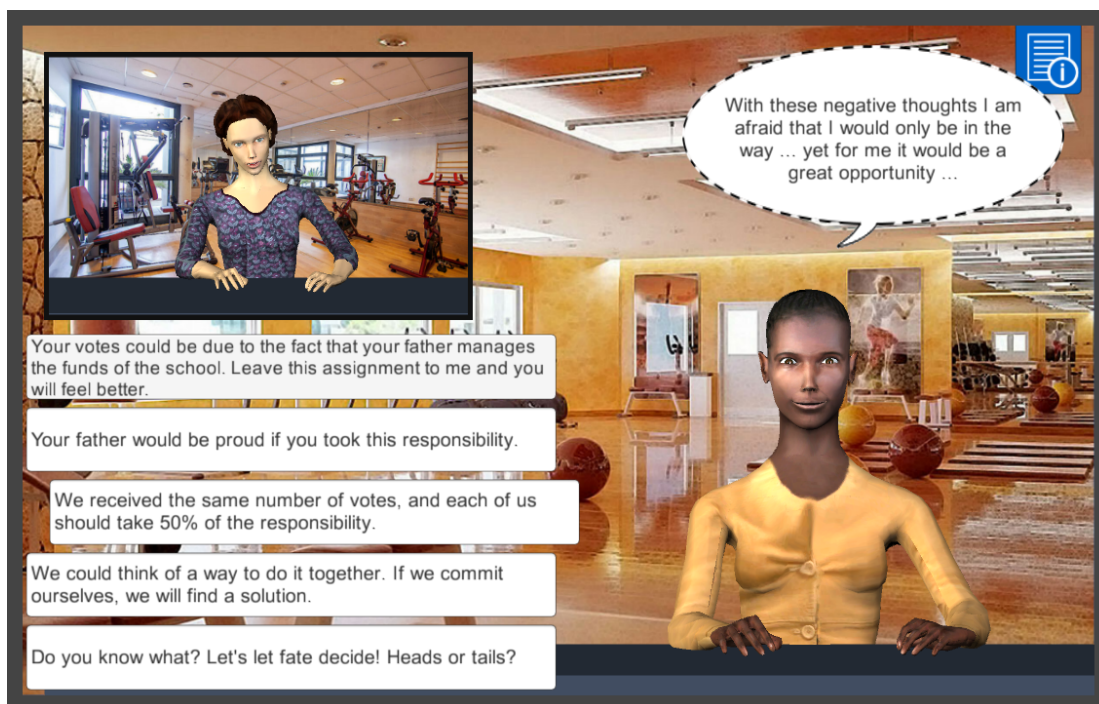 With these negative thoughts I am
afraid that I would only be in the
way ... yet for me it would be a
great opportunity ...
Your votes could be due to the fact that your father manages
the funds of the school. Leave this assignment to me and you
will feel better.
Your father would be proud if you took this responsibility.
We received the same number of votes, and each of us
should take 50% of the responsibility.
We could think of a way to do it together. If we commit
ourselves, we will find a solution.
Do you know what? Let's let fate decide! Heads or tails?